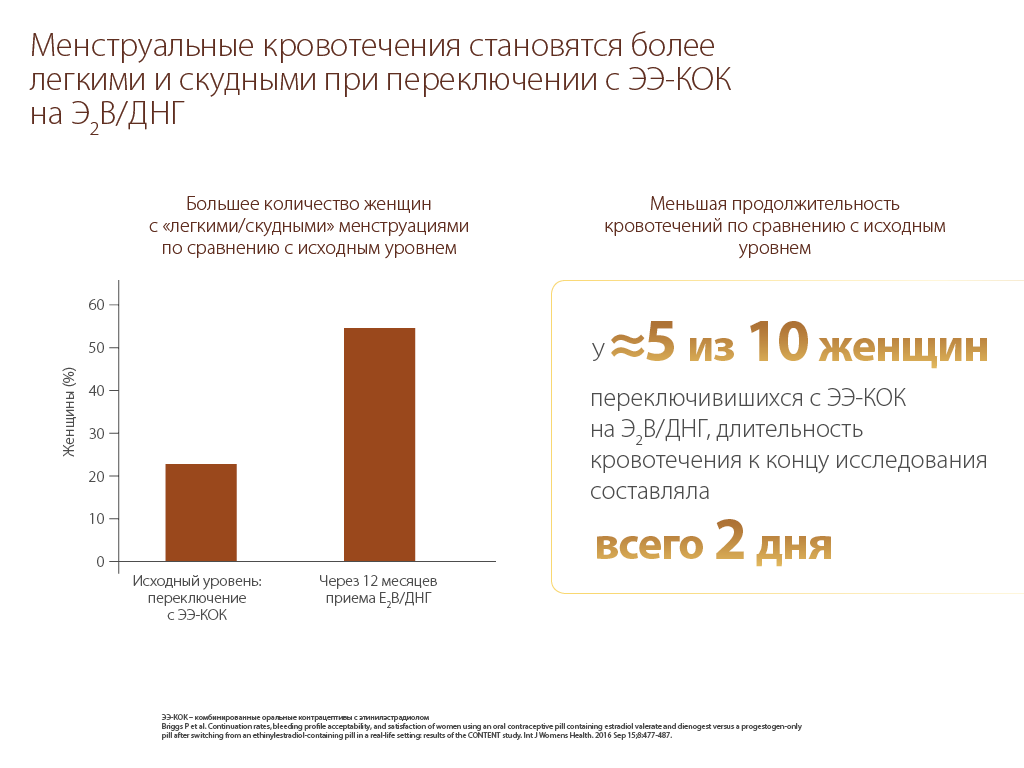 Менструальные кровотечения становятся более
легкими и скудными при переключении с ЭЭ-КОК
на Э2В/ДНГ
Большее количество женщин
с «легкими/скудными» менструациями
по сравнению с исходным уровнем
Женщины (%)
60
50
40
30
20
10
0
Исходный уровень:
переключение
с ЭЭ-КОК
Через 12 месяцев
приема Е2В/ДНГ
Меньшая продолжительность
кровотечений по сравнению с исходным
уровнем
У ≈5 из 10 женщин
переключившихся с ЭЭ-КОК
на Э2В/ДНГ, длительность
кровотечения к концу исследования
составляла
всего 2 дня
ЭЭ-КОК – комбинированные оральные контрацептивы с этинилэстрадиолом
Briggs P et al. Continuation rates, bleeding profile acceptability, and satisfaction of women using an oral contraceptive pill containing estradiol valerate and dienogest versus a progestogen-only
pill after switching from an ethinylestradiol-containing pill in a real-life setting: results of the CONTENT study. Int J Womens Health. 2016 Sep 15;8:477-487.